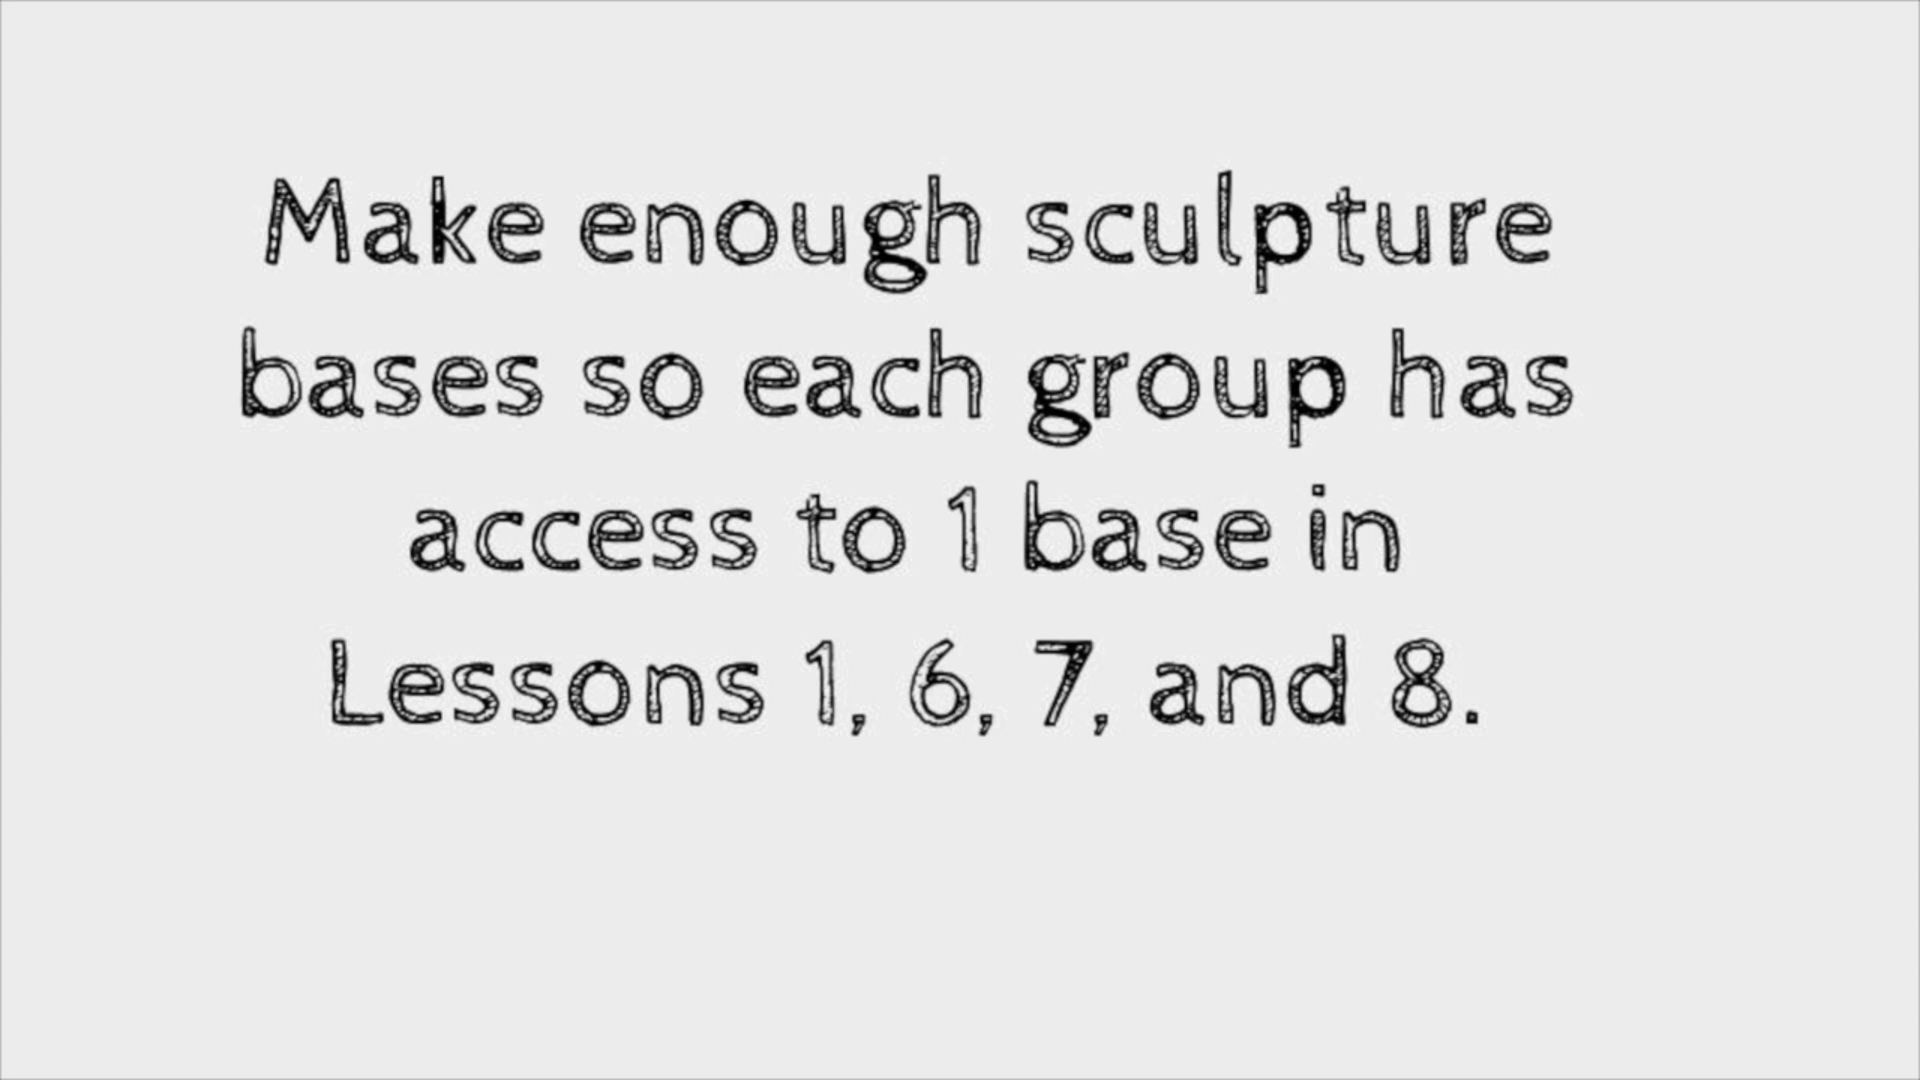 Make enough sculpture
bases so each group has
access to 1 base in
Lessons 1, 6, 7, and 8.